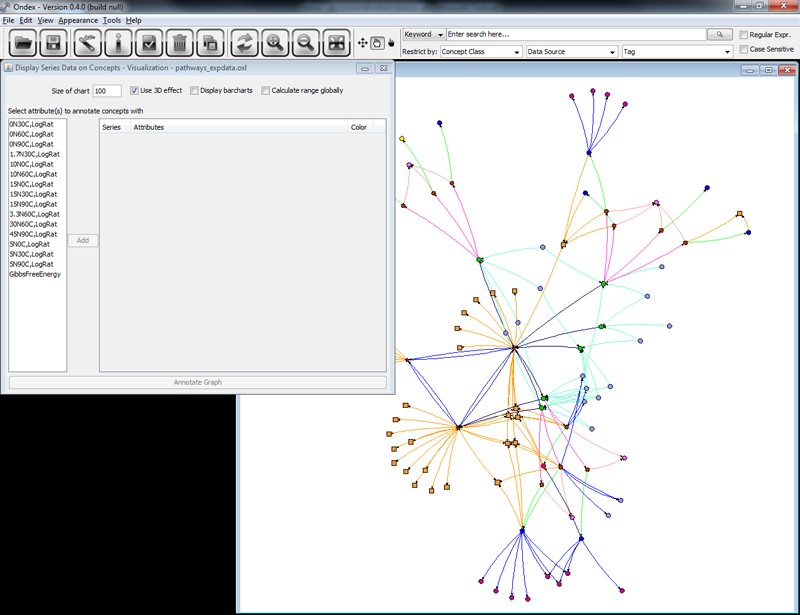 Ondex - Version 0.4.0 (build null)
File Edit View Appearance Tools Help
Keyword Enter search here... Regular Expr.
Restrict by: Concept Class Data Source Tag Case Sensitive
Display Series Data on Concepts - Visualization - pathways_expdata.oxl
Size of chart 100 Use 3D effect Display barcharts Calculate range globally
Select attribute(s) to annotate concepts with
Series Attributes Color
0N30C,LogRat
0N60C,LogRat
0N90C,LogRat
1.7N30C,LogRat
10N0C,LogRat
10N60C,LogRat
15N0C,LogRat
15N30C,LogRat
15N90C,LogRat
3.3N60C,LogRat
30N60C,LogRat
45N90C,LogRat
5N0C,LogRat
5N30C,LogRat
5N90C,LogRat
GibbsFreeEnergy
Add
Annotate Graph